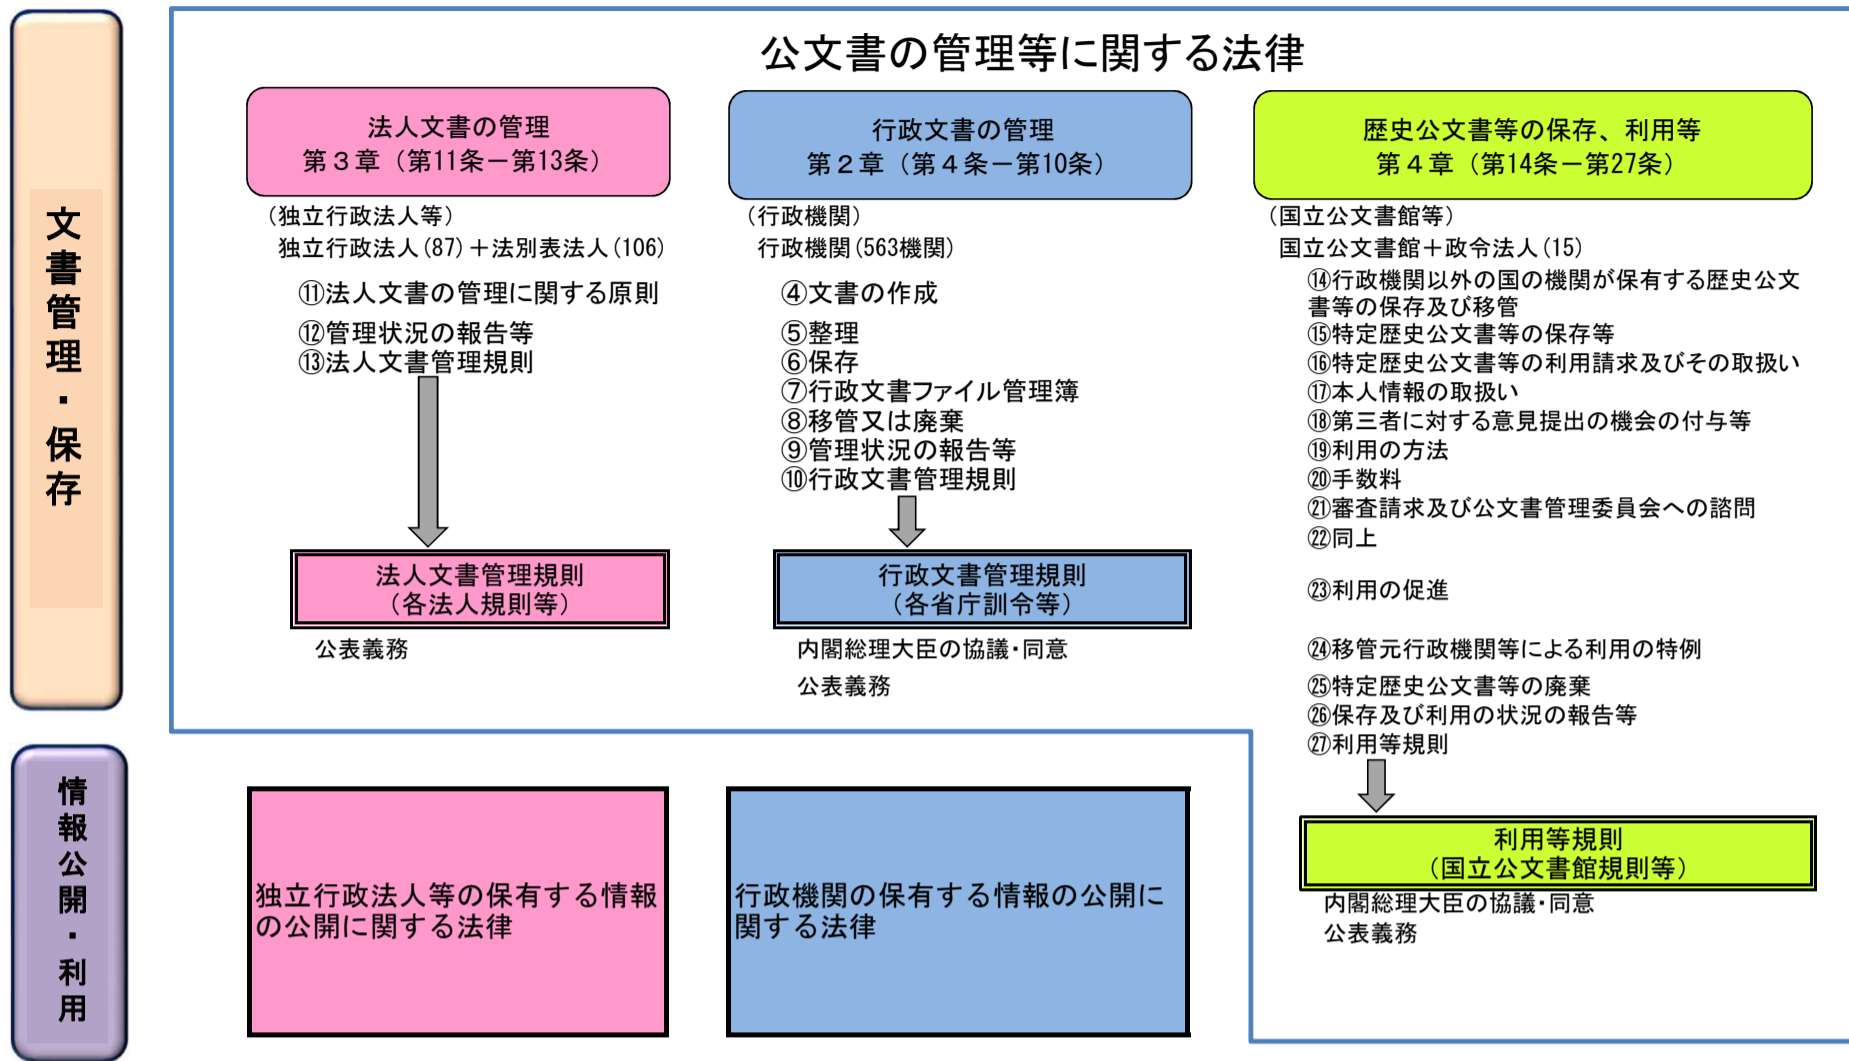 公文書の管理等に関する法律
文書管理・保存
法人文書の管理
第３章（第11条－第13条）
（独立行政法人等）
独立行政法人(87)＋法別表法人(106)
⑪法人文書の管理に関する原則
⑫管理状況の報告等
⑬法人文書管理規則
法人文書管理規則
（各法人規則等）
公表義務
行政文書の管理
第２章（第４条－第10条）
（行政機関）
行政機関(563機関)
④文書の作成
⑤整理
⑥保存
⑦行政文書ファイル管理簿
⑧移管又は廃棄
⑨管理状況の報告等
⑩行政文書管理規則
行政文書管理規則
（各省庁訓令等）
内閣総理大臣の協議・同意
公表義務
歴史公文書等の保存、利用等
第４章（第14条－第27条）
（国立公文書館等）
国立公文書館＋政令法人(15)
⑭行政機関以外の国の機関が保有する歴史公文
書等の保存及び移管
⑮特定歴史公文書等の保存等
⑯特定歴史公文書等の利用請求及びその取扱い
⑰本人情報の取扱い
⑱第三者に対する意見提出の機会の付与等
⑲利用の方法
⑳手数料
㉑審査請求及び公文書管理委員会への諮問
㉒同上
㉓利用の促進
㉔移管元行政機関等による利用の特例
㉕特定歴史公文書等の廃棄
㉖保存及び利用の状況の報告等
㉗利用等規則
利用等規則
（国立公文書館規則等）
内閣総理大臣の協議・同意
公表義務
情報公開・利用
独立行政法人等の保有する情報
の公開に関する法律
行政機関の保有する情報の公開に
関する法律